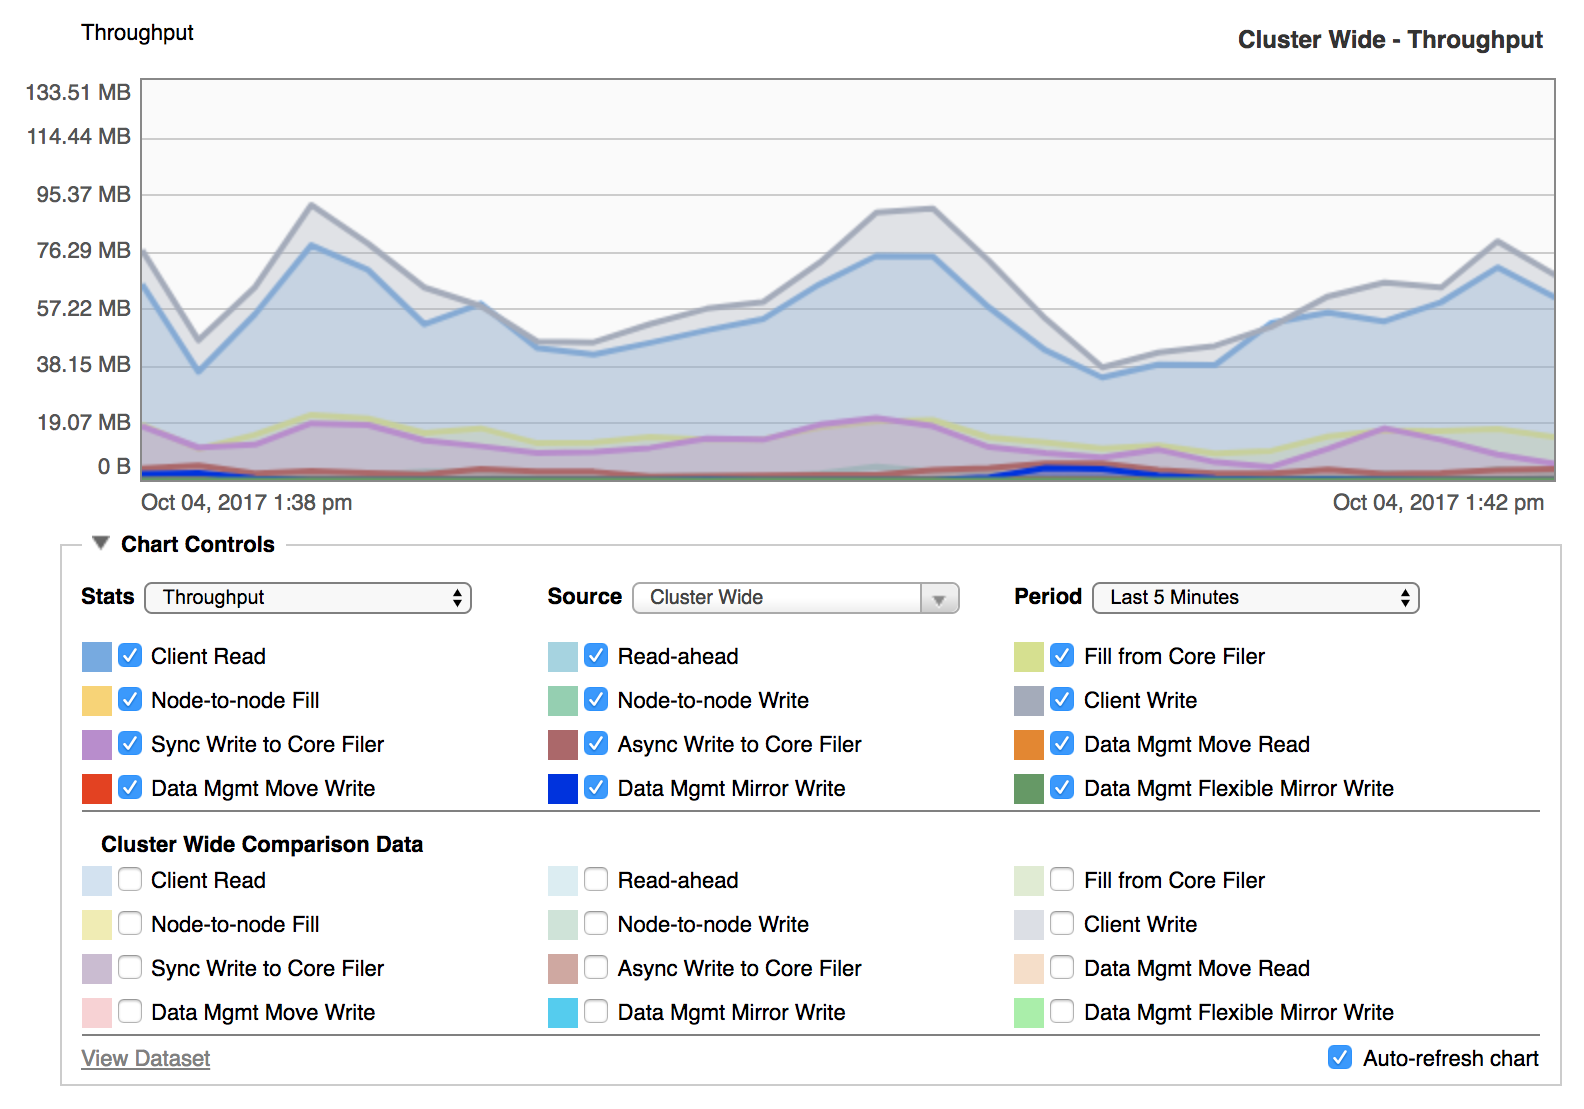 Throughput
Cluster Wide - Throughput
133.51 MB
114.44 MB
95.37 MB
76.29 MB
57.22 MB
38.15 MB
19.07 MB
0 B
Oct 04, 2017 1:38 pm
Oct 04, 2017 1:42 pm
Chart Controls
Stats Throughput
Source Cluster Wide
Period Last 5 Minutes
Client Read
Read-ahead
Fill from Core Filer
Node-to-node Fill
Node-to-node Write
Client Write
Sync Write to Core Filer
Async Write to Core Filer
Data Mgmt Move Read
Data Mgmt Move Write
Data Mgmt Mirror Write
Data Mgmt Flexible Mirror Write
Cluster Wide Comparison Data
Client Read
Read-ahead
Fill from Core Filer
Node-to-node Fill
Node-to-node Write
Client Write
Sync Write to Core Filer
Async Write to Core Filer
Data Mgmt Move Read
Data Mgmt Move Write
Data Mgmt Mirror Write
Data Mgmt Flexible Mirror Write
View Dataset
Auto-refresh chart